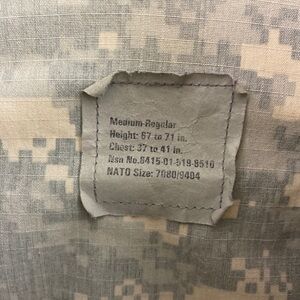 Medium-Regular
Height: 67 to 71 in.
Chest: 37 to 41 in.
Nsn No.8415-01-519-8516
NATO Size: 7080/9404